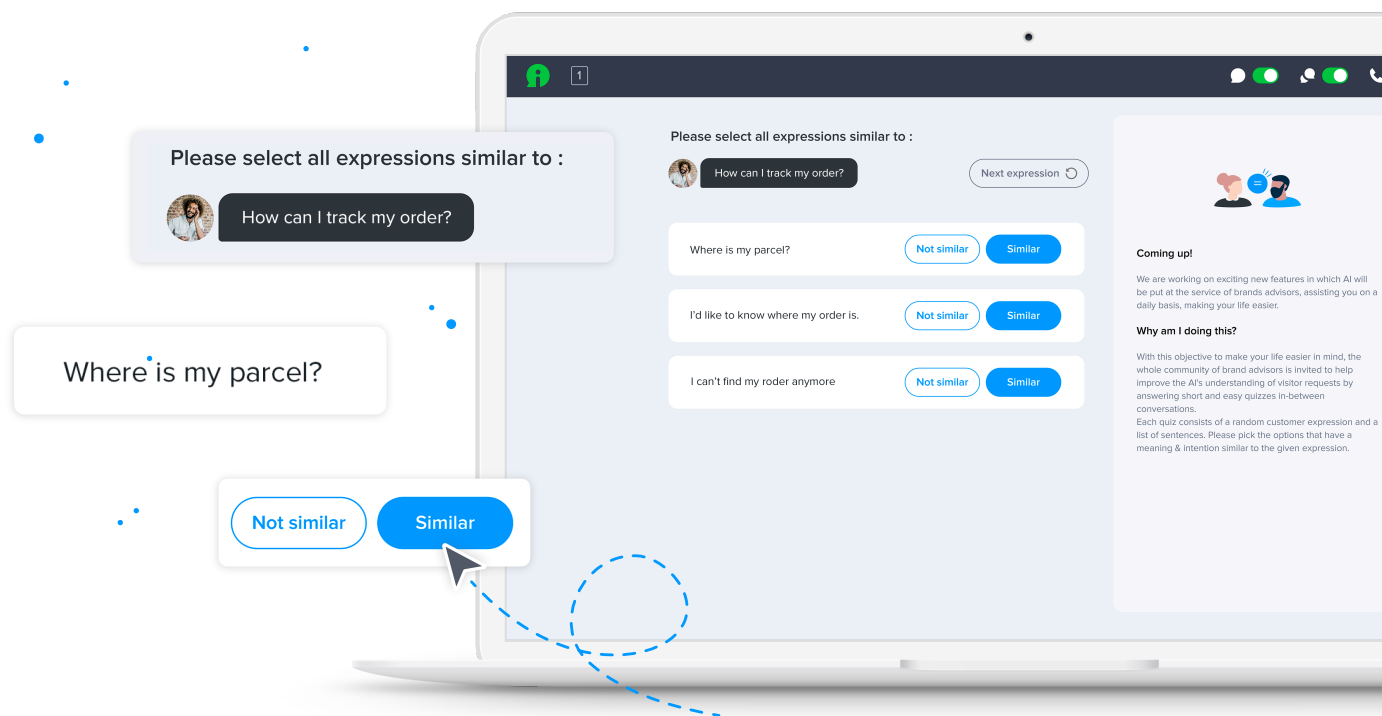 Please select all expressions similar to :
How can I track my order?
Where is my parcel?
Not similar
Similar
1
Please select all expressions similar to :
How can I track my order?
Next expression
Where is my parcel?
Not similar
Similar
I'd like to know where my order is.
Not similar
Similar
I can't find my roder anymore
Not similar
Similar
=
Coming up!
We are working on exciting new features in which AI will
be put at the service of brands advisors, assisting you on a
daily basis, making your life easier.
Why am I doing this?
With this objective to make your life easier in mind, the
whole community of brand advisors is invited to help
improve the AI's understanding of visitor requests by
answering short and easy quizzes in-between
conversations.
Each quiz consists of a random customer expression and a
list of sentences. Please pick the options that have a
meaning & intention similar to the given expression.